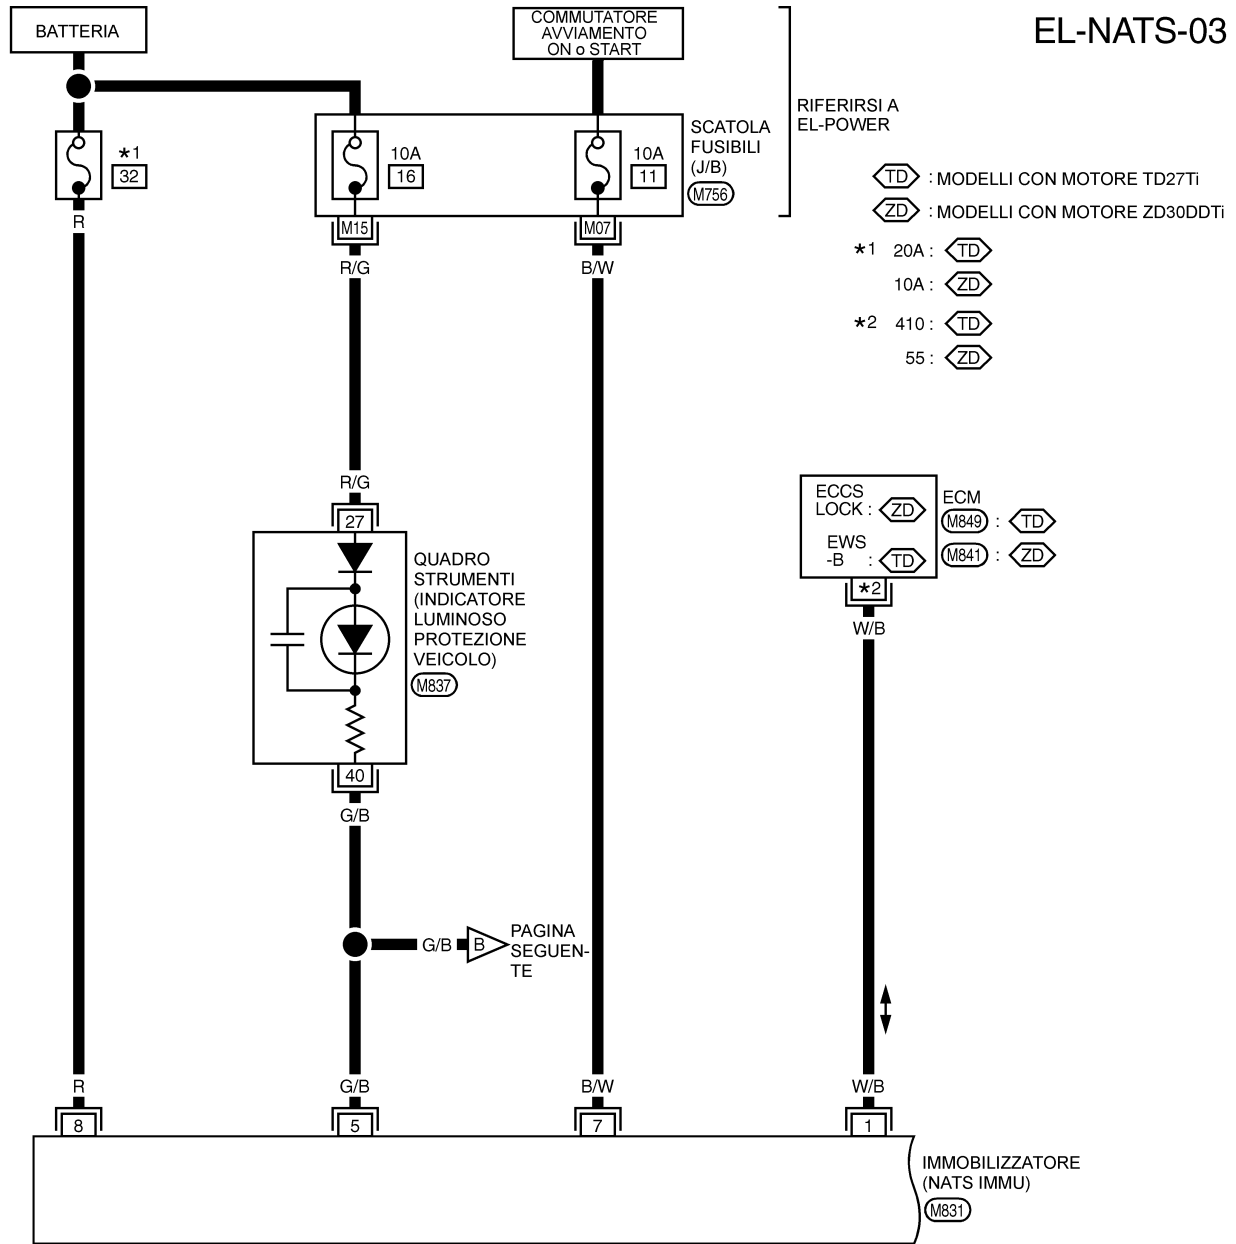 EL-NATS-03
BATTERIA
COMMUTATORE
AVVIAMENTO
ON o START
RIFERIRSI A
EL-POWER
*1
32
10A
16
10A
11
SCATOLA
FUSIBILI
(J/B)
M756
TD : MODELLI CON MOTORE TD27Ti
ZD : MODELLI CON MOTORE ZD30DDTi
*1 20A : TD
10A : ZD
*2 410 : TD
55 : ZD
R
M15
M07
R/G
B/W
R/G
27
QUADRO
STRUMENTI
(INDICATORE
LUMINOSO
PROTEZIONE
VEICOLO)
M837
40
G/B
ECCS
LOCK : ZD
EWS
-B : TD
ECM
M849 : TD
M841 : ZD
*2
W/B
G/B
B
PAGINA
SEGUEN-
TE
R
G/B
B/W
W/B
8
5
7
1
IMMOBILIZZATORE
(NATS IMMU)
M831